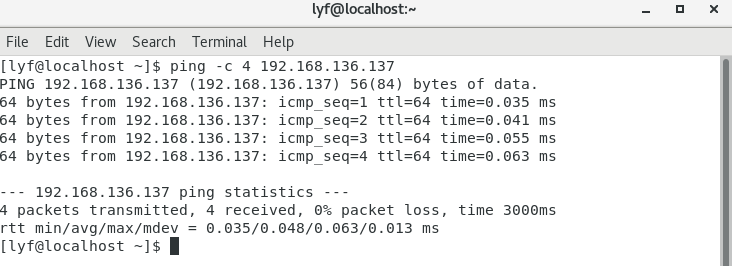 lyf@localhost:~
File Edit View Search Terminal Help
[lyf@localhost ~]$ ping -c 4 192.168.136.137
PING 192.168.136.137 (192.168.136.137) 56(84) bytes of data.
64 bytes from 192.168.136.137: icmp_seq=1 ttl=64 time=0.035 ms
64 bytes from 192.168.136.137: icmp_seq=2 ttl=64 time=0.041 ms
64 bytes from 192.168.136.137: icmp_seq=3 ttl=64 time=0.055 ms
64 bytes from 192.168.136.137: icmp_seq=4 ttl=64 time=0.063 ms
--- 192.168.136.137 ping statistics ---
4 packets transmitted, 4 received, 0% packet loss, time 3000ms
rtt min/avg/max/mdev = 0.035/0.048/0.063/0.013 ms
[lyf@localhost ~]$